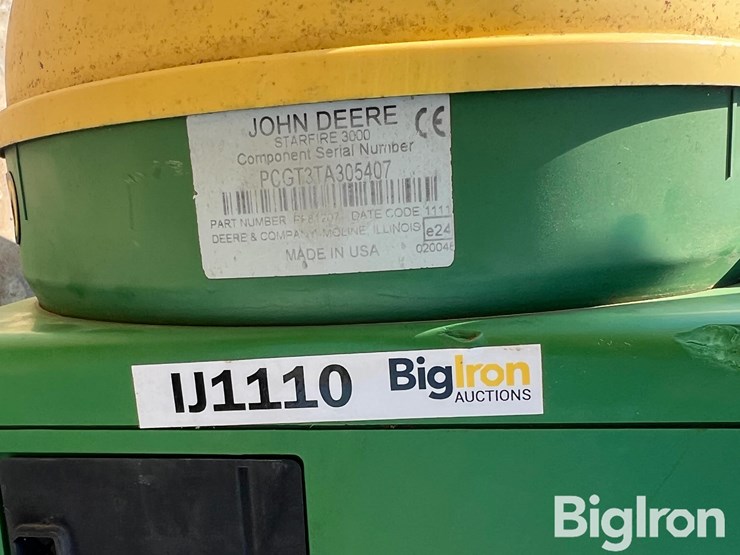 JOHN DEERE
CE
STARFIRE 3000
Component Serial Number
PCGT3TA305407
PART NUMBER DATE CODE 1111
DEERE & COMPANY MOLINE, ILLINOIS e24
MADE IN USA
IJ1110 BigIron
AUCTIONS
BigIron